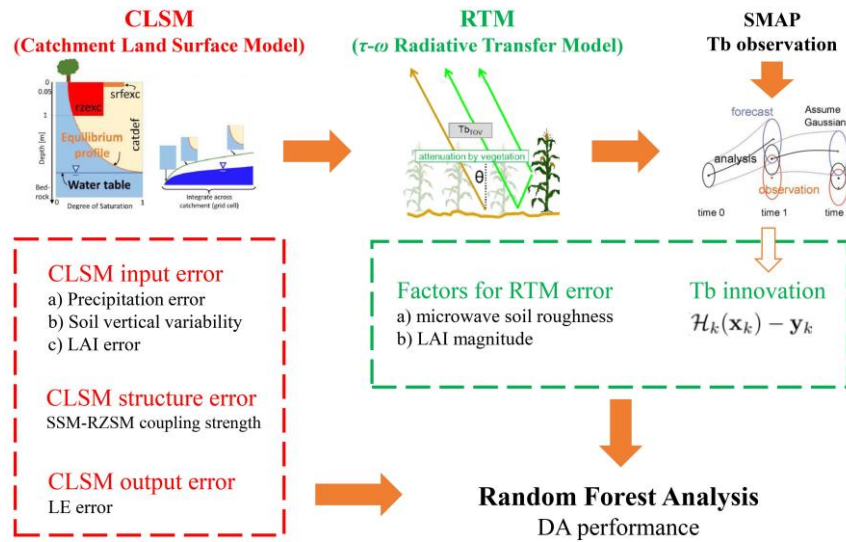 CLSM
(Catchment Land Surface Model)
RTM
(τ-ω Radiative Transfer Model)
SMAP
Tb observation
0
0.05
1
Depth [m]
Bed-
rock
srfexc
rzexc
catdef
Equilibrium
profile
Water table
0
Degree of Saturation
1
Integrate across
catchment (grid cell)
Tb_TOV
attenuation by vegetation
θ
forecast
Assume
Gaussian
analysis
observation
time 0
time 1
time
CLSM input error
a) Precipitation error
b) Soil vertical variability
c) LAI error
CLSM structure error
SSM-RZSM coupling strength
CLSM output error
LE error
Factors for RTM error
a) microwave soil roughness
b) LAI magnitude
Tb innovation
ℋₖ(𝐱ₖ) − 𝐲ₖ
Random Forest Analysis
DA performance